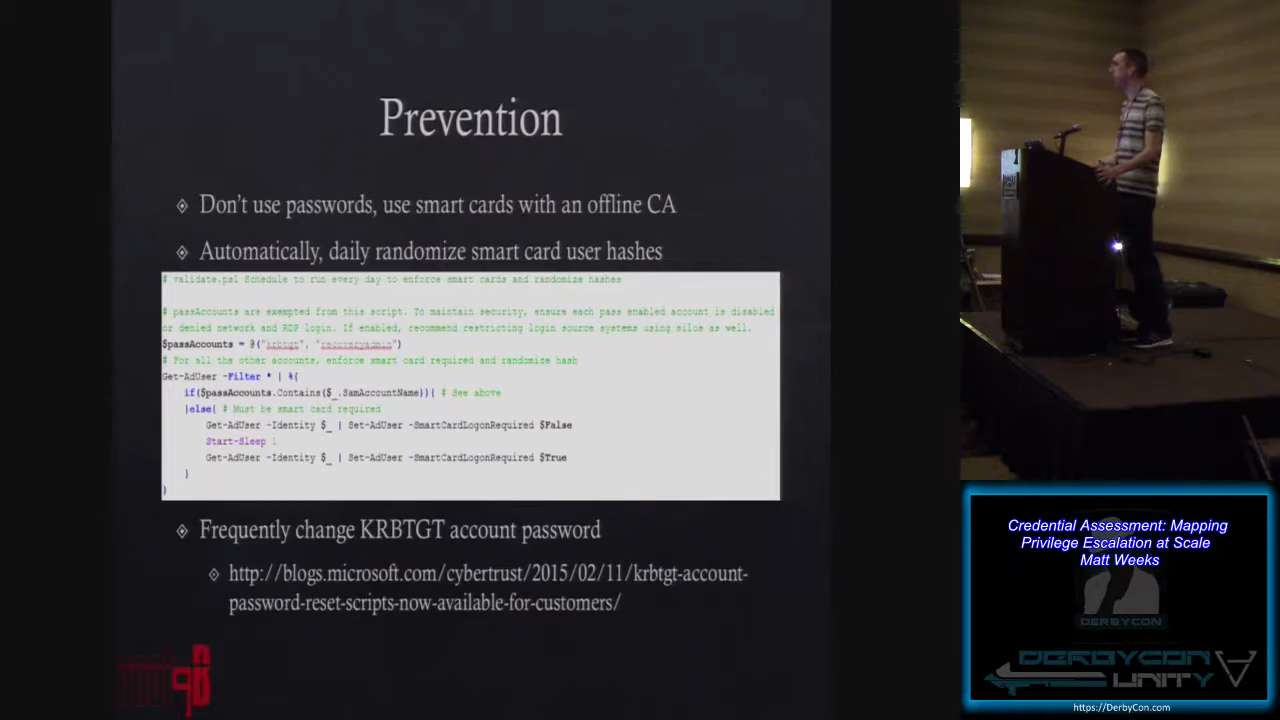 Prevention
Don't use passwords, use smart cards with an offline CA
Automatically, daily randomize smart card user hashes
# validate.ps1 Schedule to run every day to enforce smart cards and randomize hashes
# passAccounts are exempted from this script. To maintain security, ensure each pass enabled account is disabled
or denied network and RDP login. If enabled, recommend restricting login source systems using silos as well.
$passAccounts = @("krbtgt", "recoveryadmin")
# For all the other accounts, enforce smart card required and randomize hash
Get-AdUser -Filter * | %{
if($passAccounts.Contains($_.SamAccountName)){ # See above
}else{ # Must be smart card required
Get-AdUser -Identity $_ | Set-AdUser -SmartCardLogonRequired $False
Start-Sleep 1
Get-AdUser -Identity $_ | Set-AdUser -SmartCardLogonRequired $True
}
}
Frequently change KRBTGT account password
http://blogs.microsoft.com/cybertrust/2015/02/11/krbtgt-account-
password-reset-scripts-now-available-for-customers/
Credential Assessment: Mapping
Privilege Escalation at Scale
Matt Weeks
DERBYCON
DERBYCON
UNITY
https://DerbyCon.com